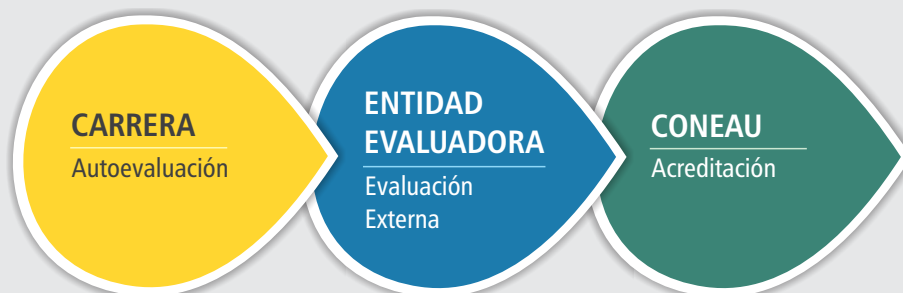 CARRERA
Autoevaluación
ENTIDAD
EVALUADORA
Evaluación
Externa
CONEAU
Acreditación